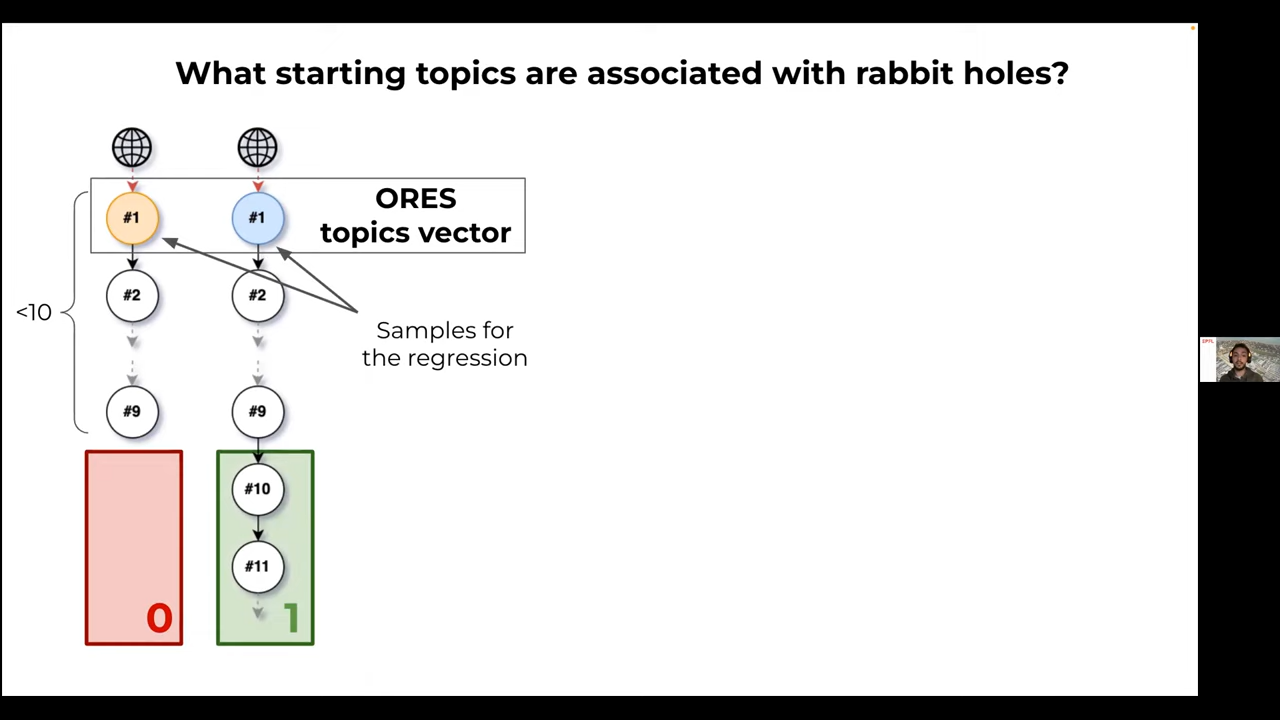 What starting topics are associated with rabbit holes?
#1
#1
ORES
topics vector
#2
#2
<10
Samples for
the regression
#9
#9
#10
#11
0
1
EPFL